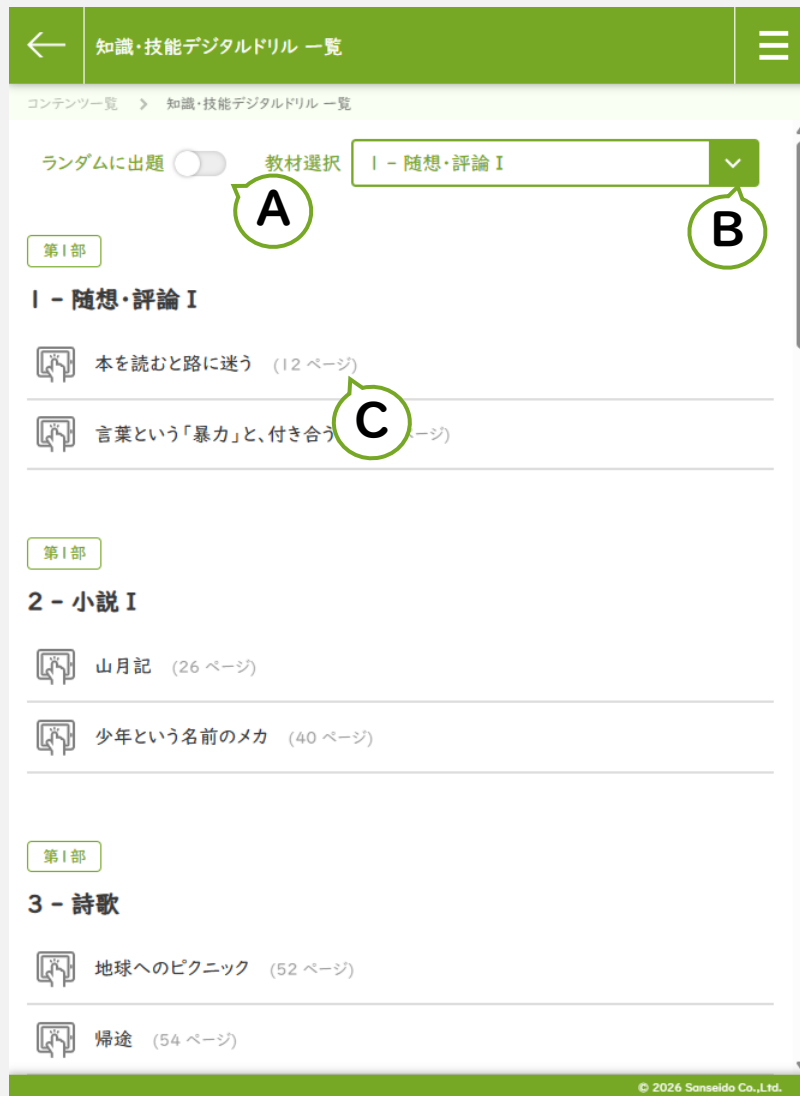 知識・技能デジタルドリル 一覧
コンテンツ一覧 > 知識・技能デジタルドリル 一覧
ランダムに出題 教材選択 1 - 随想・評論 I
A
B
第1部
1 - 随想・評論 I
本を読むと路に迷う (12 ページ)
C
言葉という「暴力」と、付き合う ージ)
第1部
2 - 小説 I
山月記 (26 ページ)
少年という名前のメカ (40 ページ)
第1部
3 - 詩歌
地球へのピクニック (52 ページ)
帰途 (54 ページ)
© 2026 Sanseido Co.,Ltd.